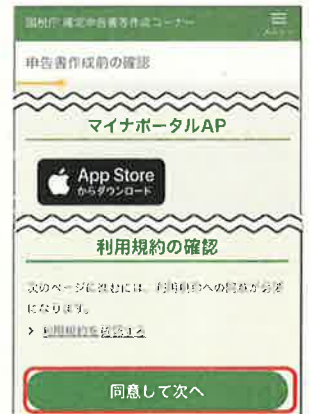 国税庁 確定申告書等作成コーナー
メニュー
申告書作成前の確認
マイナポータルAP
App Store
からダウンロード
利用規約の確認
次のページに進むには、利用規約への同意が必要
になります。
> 利用規約を確認する
同意して次へ